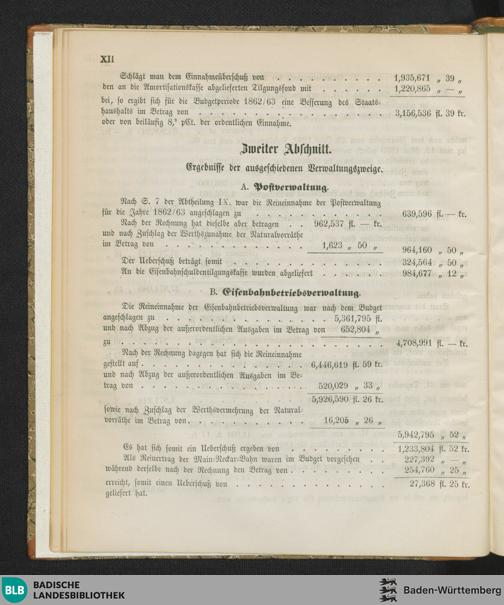 XII
Schlägt man dem Einnahmeüberschuß von . . . . . . . . . . . 1,935,671 „ 39 „
den an die Amortisationskasse abgelieferten Tilgungsfond mit . . . . . . . 1,220,865 „ — „
bei, so ergibt sich für die Budgetperiode 1862/63 eine Besserung des Staats-
haushalts im Betrag von . . . . . . . . . . . . . . . . . 3,156,536 fl. 39 kr.
oder von beiläufig 8,⁸ pCt. der ordentlichen Einnahme.
Zweiter Abschnitt.
Ergebnisse der ausgeschiedenen Verwaltungszweige.
A. Postverwaltung.
Nach S. 7 der Abtheilung IX. war die Reineinnahme der Postverwaltung
für die Jahre 1862/63 angeschlagen zu . . . . . . . . . . . . 639,596 fl. — kr.
Nach der Rechnung hat dieselbe aber betragen . . 962,537 fl. — kr.
und nach Zuschlag der Werthszunahme der Naturalvorräthe
im Betrag von . . . . . . . . . . . . . 1,623 „ 50 „
964,160 „ 50 „
Der Ueberschuß beträgt somit . . . . . . . . . . . . . . 324,564 „ 50 „
An die Eisenbahnschuldentilgungskasse wurden abgeliefert . . . . . . . 984,677 „ 12 „
B. Eisenbahnbetriebsverwaltung.
Die Reineinnahme der Eisenbahnbetriebsverwaltung war nach dem Budget
angeschlagen zu . . . . . . . . . . . . . 5,361,795 fl.
und nach Abzug der außerordentlichen Ausgaben im Betrag von 652,804 „
zu . . . . . . . . . . . . . . . . . . . . . . . . 4,708,991 fl. — kr.
Nach der Rechnung dagegen hat sich die Reineinnahme
gestellt auf . . . . . . . . . . . . . . 6,446,619 fl. 59 kr.
und nach Abzug der außerordentlichen Ausgaben im Be-
trag von . . . . . . . . . . . . . . . 520,029 „ 33 „
5,926,590 fl. 26 kr.
sowie nach Zuschlag der Werthsvermehrung der Natural-
vorräthe im Betrag von . . . . . . . . . . 16,205 „ 26 „
5,942,795 „ 52 „
Es hat sich somit ein Ueberschuß ergeben von . . . . . . . . . 1,233,804 fl. 52 kr.
Als Reinertrag der Main-Neckar-Bahn waren im Budget vorgesehen . . . 227,392 „ — „
während derselbe nach der Rechnung den Betrag von . . . . . . . . . 254,760 „ 25 „
erreicht, somit einen Ueberschuß von . . . . . . . . . . . . . 27,368 fl. 25 kr.
geliefert hat.
BLB
BADISCHE
LANDESBIBLIOTHEK
Baden-Württemberg